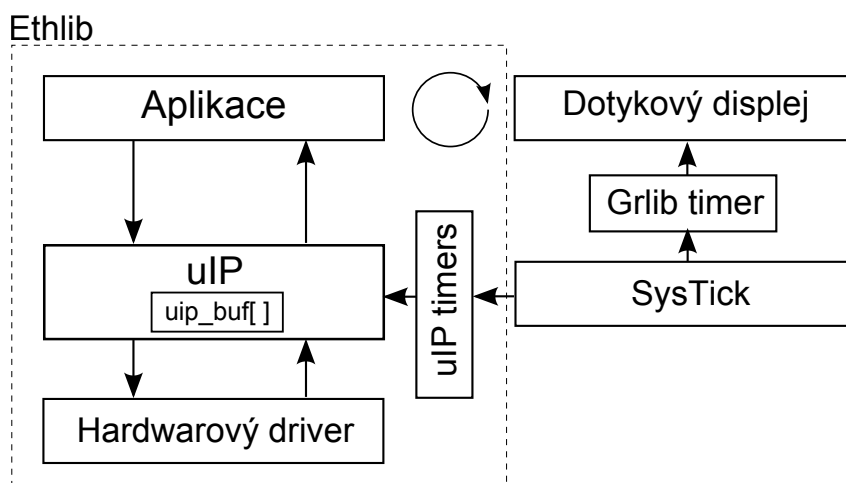 Ethlib
Aplikace
Dotykový displej
Grlib timer
uIP
uip_buf[ ]
uIP timers
SysTick
Hardwarový driver